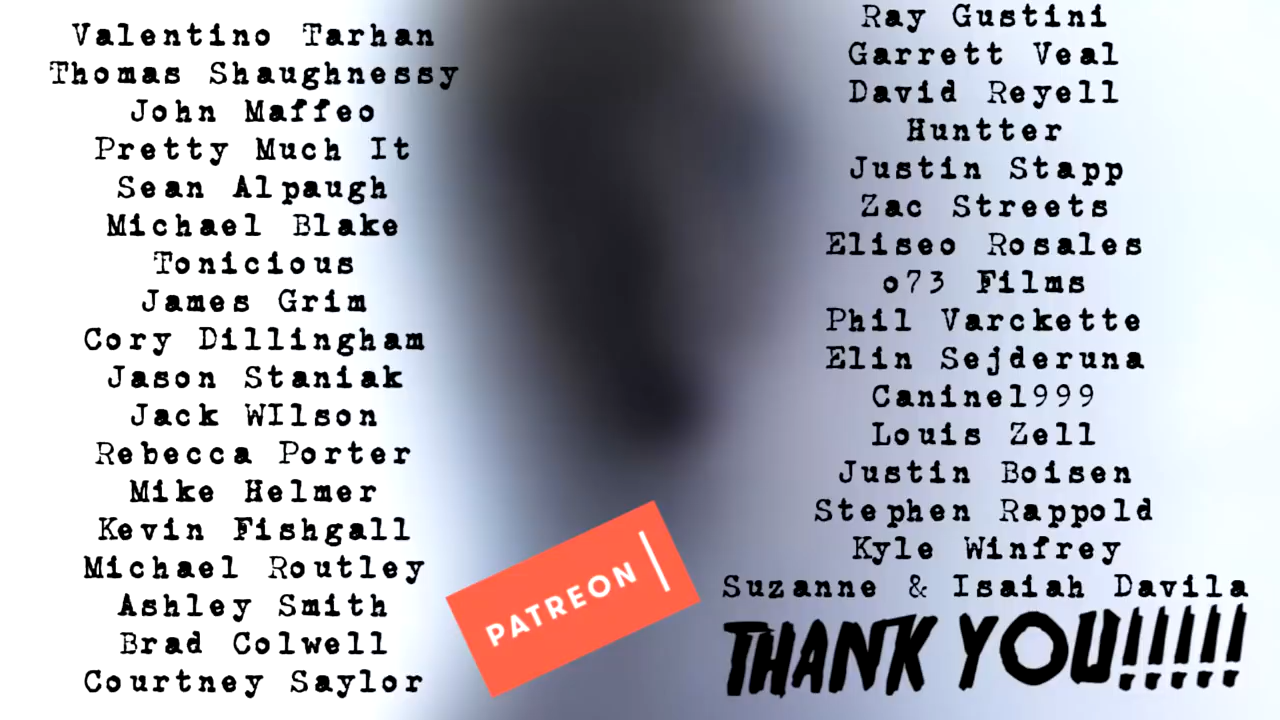 Valentino Tarhan
Thomas Shaughnessy
John Maffeo
Pretty Much It
Sean Alpaugh
Michael Blake
Tonicious
James Grim
Cory Dillingham
Jason Staniak
Jack WIlson
Rebecca Porter
Mike Helmer
Kevin Fishgall
Michael Routley
Ashley Smith
Brad Colwell
Courtney Saylor
PATREON
Ray Gustini
Garrett Veal
David Reyell
Huntter
Justin Stapp
Zac Streets
Eliseo Rosales
o73 Films
Phil Varckette
Elin Sejderuna
Canine1999
Louis Zell
Justin Boisen
Stephen Rappold
Kyle Winfrey
Suzanne & Isaiah Davila
THANK YOU!!!!!